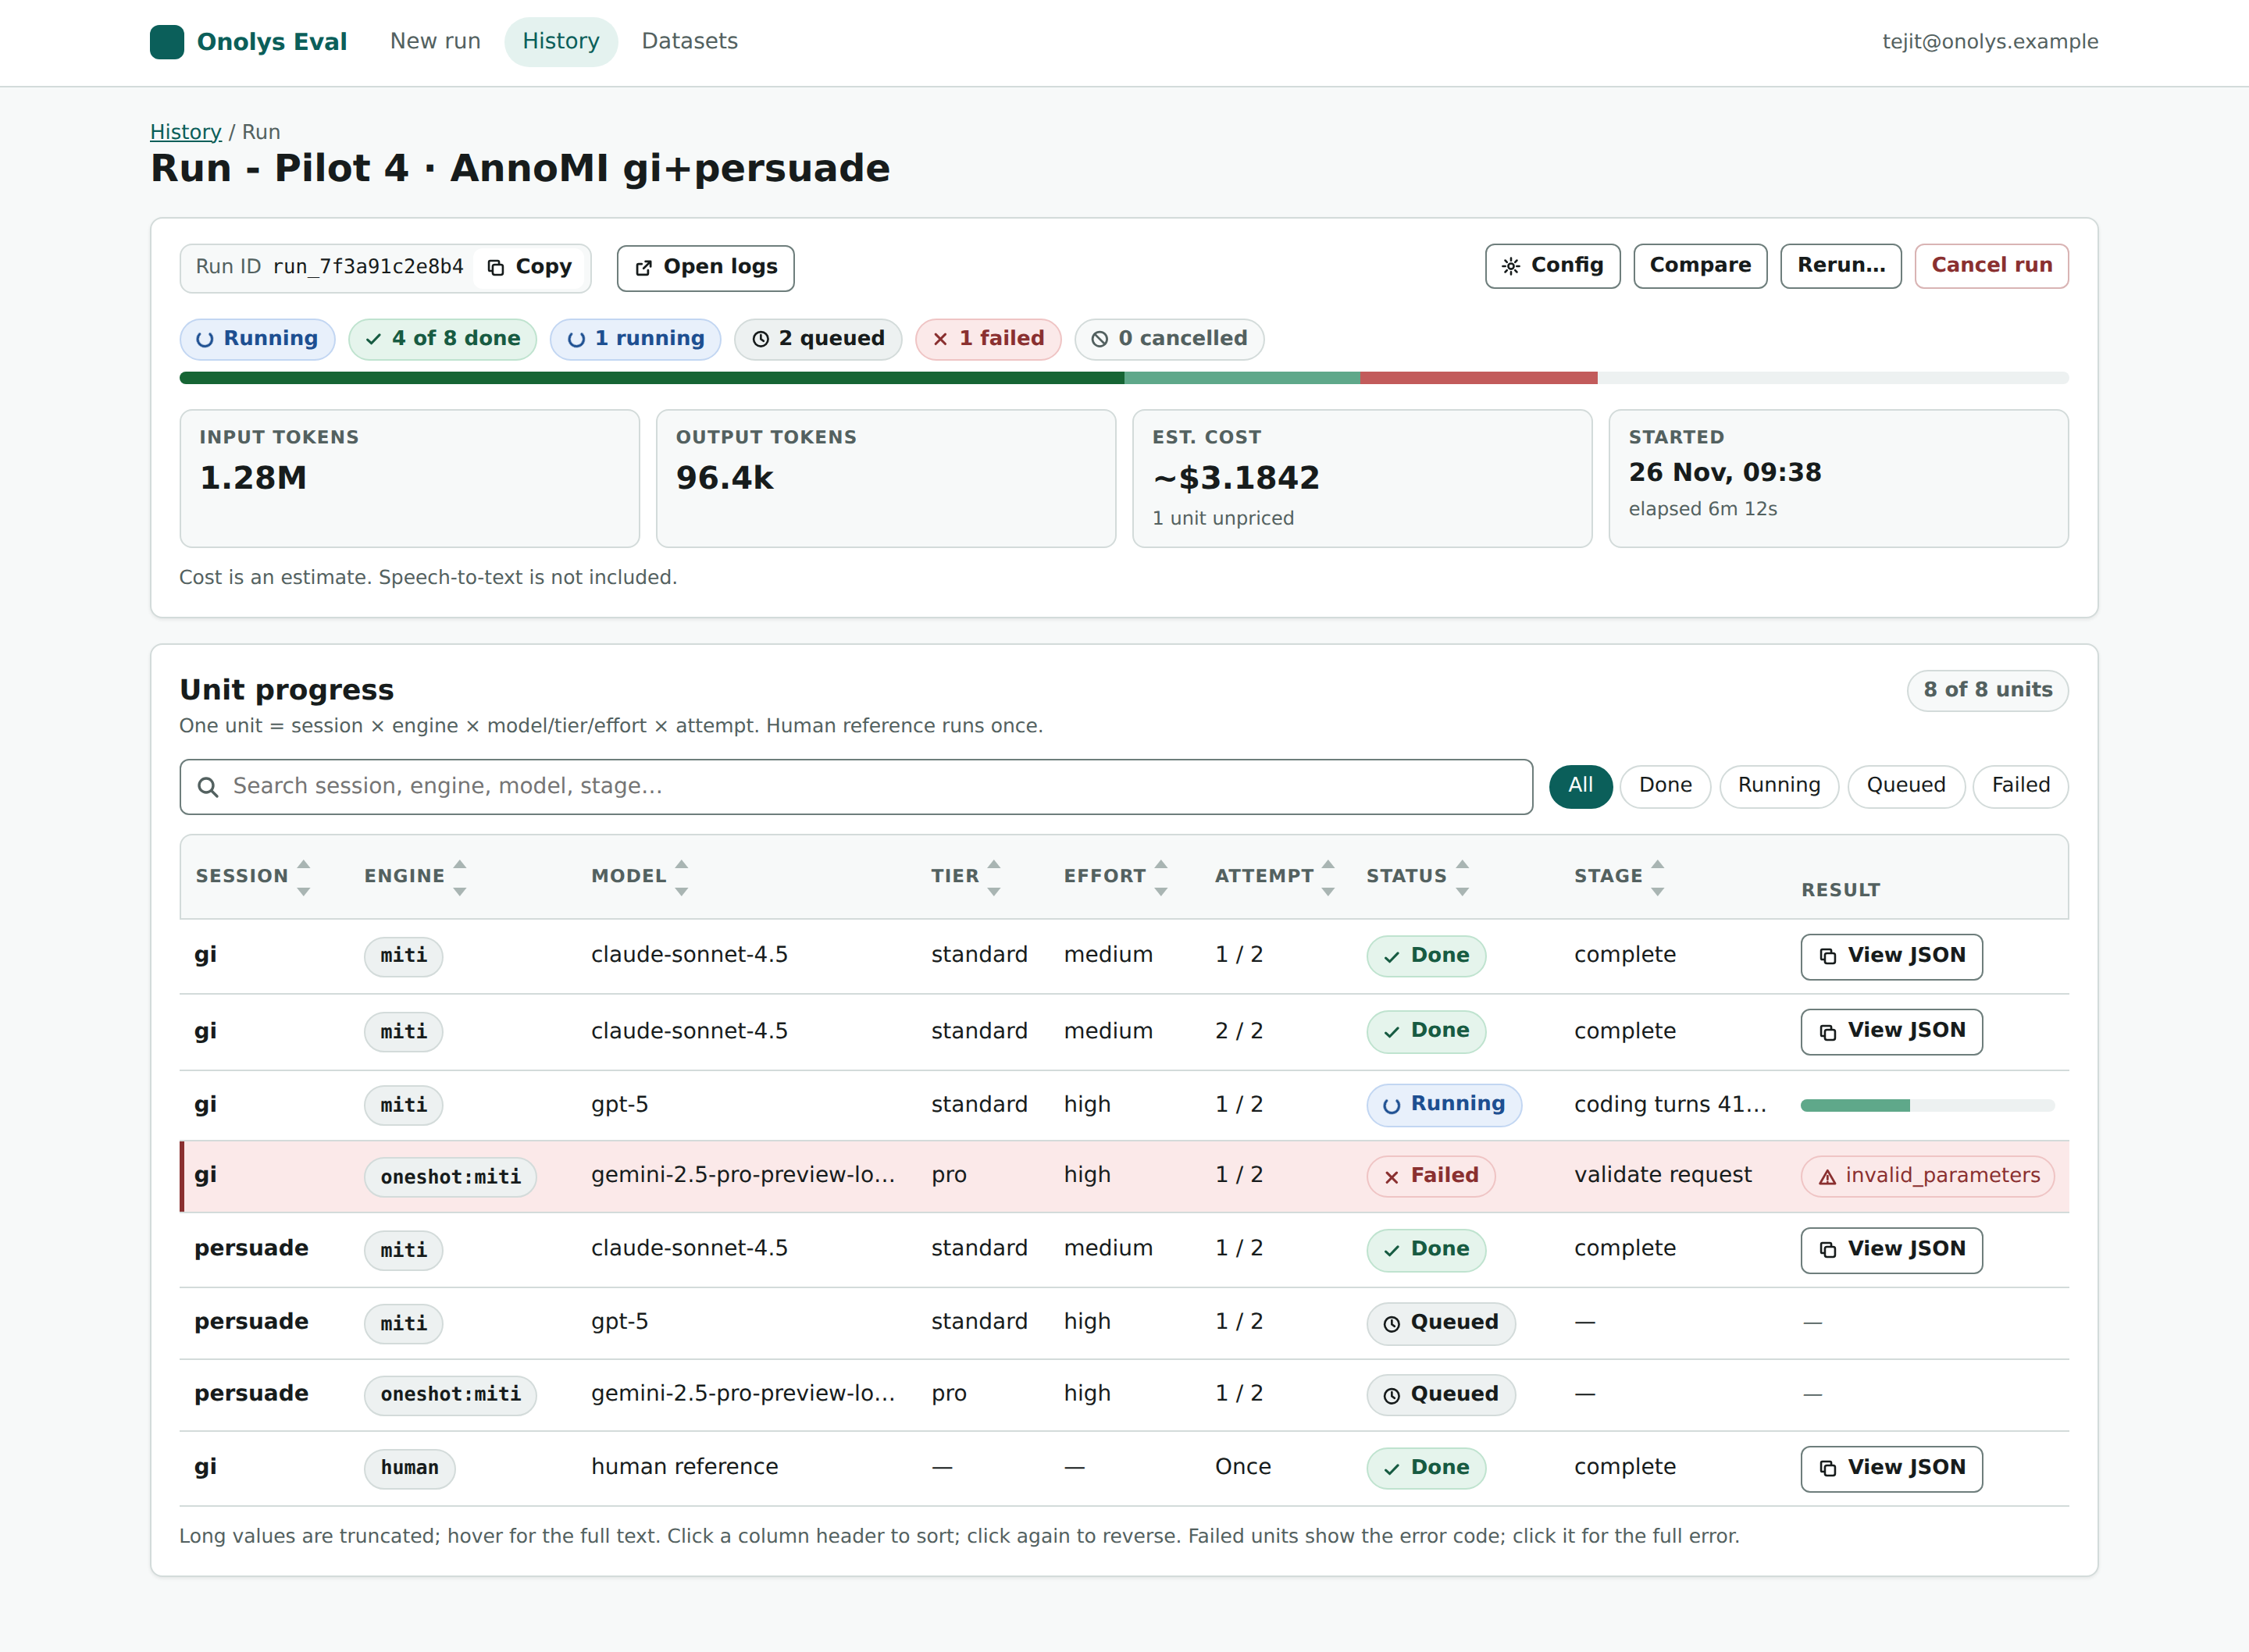 Onolys Eval New run History Datasets tejit@onolys.example
History / Run
Run - Pilot 4 · AnnoMI gi+persuade
Run ID run_7f3a91c2e8b4 Copy Open logs Config Compare Rerun… Cancel run
Running 4 of 8 done 1 running 2 queued 1 failed 0 cancelled
INPUT TOKENS OUTPUT TOKENS EST. COST STARTED
1.28M 96.4k ~$3.1842 26 Nov, 09:38
1 unit unpriced elapsed 6m 12s
Cost is an estimate. Speech-to-text is not included.
Unit progress 8 of 8 units
One unit = session × engine × model/tier/effort × attempt. Human reference runs once.
Search session, engine, model, stage… All Done Running Queued Failed
SESSION ENGINE MODEL TIER EFFORT ATTEMPT STATUS STAGE RESULT
gi miti claude-sonnet-4.5 standard medium 1 / 2 Done complete View JSON
gi miti claude-sonnet-4.5 standard medium 2 / 2 Done complete View JSON
gi miti gpt-5 standard high 1 / 2 Running coding turns 41…
gi oneshot:miti gemini-2.5-pro-preview-lo… pro high 1 / 2 Failed validate request invalid_parameters
persuade miti claude-sonnet-4.5 standard medium 1 / 2 Done complete View JSON
persuade miti gpt-5 standard high 1 / 2 Queued — —
persuade oneshot:miti gemini-2.5-pro-preview-lo… pro high 1 / 2 Queued — —
gi human human reference — — Once Done complete View JSON
Long values are truncated; hover for the full text. Click a column header to sort; click again to reverse. Failed units show the error code; click it for the full error.